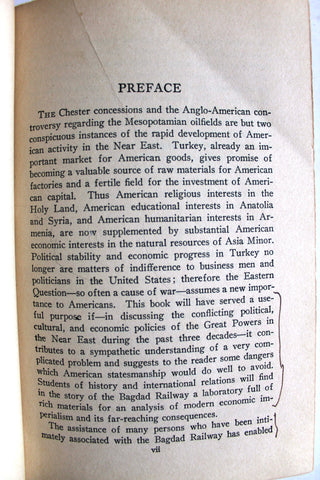 PREFACE
THE Chester concessions and the Anglo-American con-
troversy regarding the Mesopotamian oilfields are but two
conspicuous instances of the rapid development of Amer-
ican activity in the Near East. Turkey, already an im-
portant market for American goods, gives promise of
becoming a valuable source of raw materials for American
factories and a fertile field for the investment of Ameri-
can capital. Thus American religious interests in the
Holy Land, American educational interests in Anatolia
and Syria, and American humanitarian interests in Ar-
menia, are now supplemented by substantial American
economic interests in the natural resources of Asia Minor.
Political stability and economic progress in Turkey no
longer are matters of indifference to business men and
politicians in the United States; therefore the Eastern
Question—so often a cause of war—assumes a new impor-
tance to Americans. This book will have served a use-
ful purpose if—in discussing the conflicting political,
cultural, and economic policies of the Great Powers in
the Near East during the past three decades—it con-
tributes to a sympathetic understanding of a very com-
plicated problem and suggests to the reader some dangers
which American statesmanship would do well to avoid.
Students of history and international relations will find
in the story of the Bagdad Railway a laboratory full of
rich materials for an analysis of modern economic im-
perialism and its far-reaching consequences.
The assistance of many persons who have been inti-
mately associated with the Bagdad Railway has enabled
vii